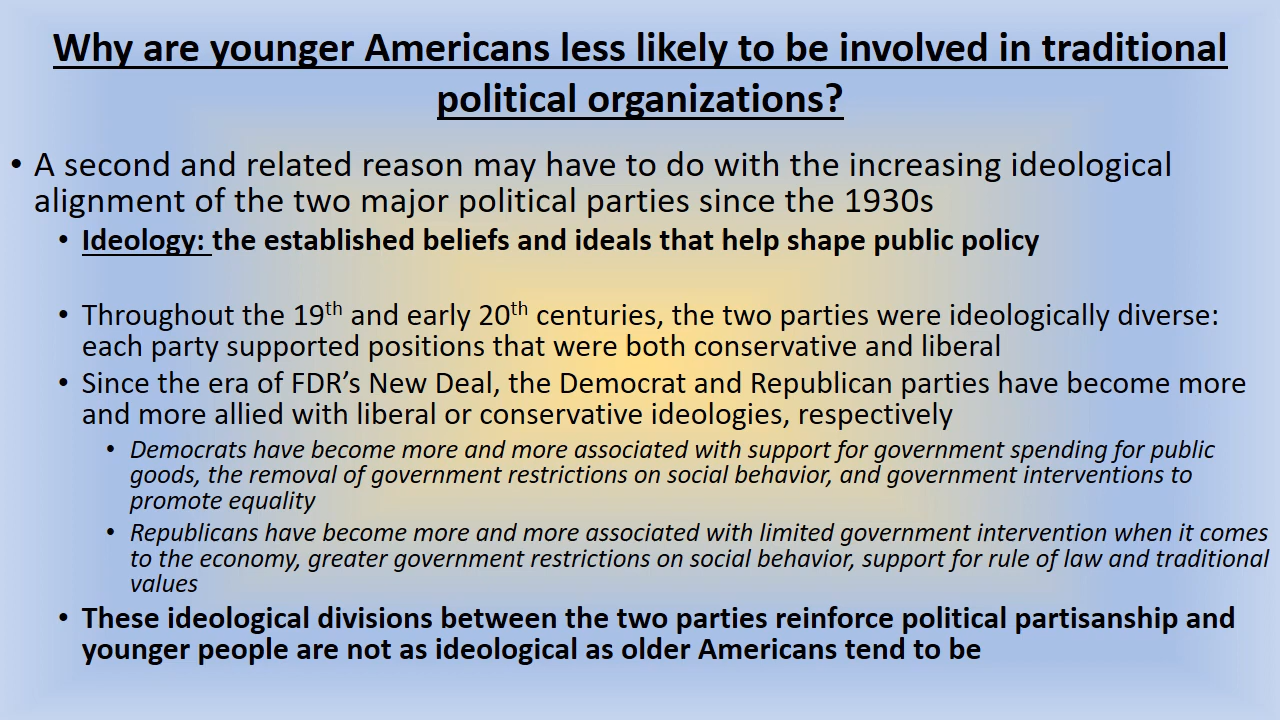 Why are younger Americans less likely to be involved in traditional
political organizations?
• A second and related reason may have to do with the increasing ideological
alignment of the two major political parties since the 1930s
• Ideology: the established beliefs and ideals that help shape public policy
• Throughout the 19th and early 20th centuries, the two parties were ideologically diverse:
each party supported positions that were both conservative and liberal
• Since the era of FDR’s New Deal, the Democrat and Republican parties have become more
and more allied with liberal or conservative ideologies, respectively
• Democrats have become more and more associated with support for government spending for public
goods, the removal of government restrictions on social behavior, and government interventions to
promote equality
• Republicans have become more and more associated with limited government intervention when it comes
to the economy, greater government restrictions on social behavior, support for rule of law and traditional
values
• These ideological divisions between the two parties reinforce political partisanship and
younger people are not as ideological as older Americans tend to be